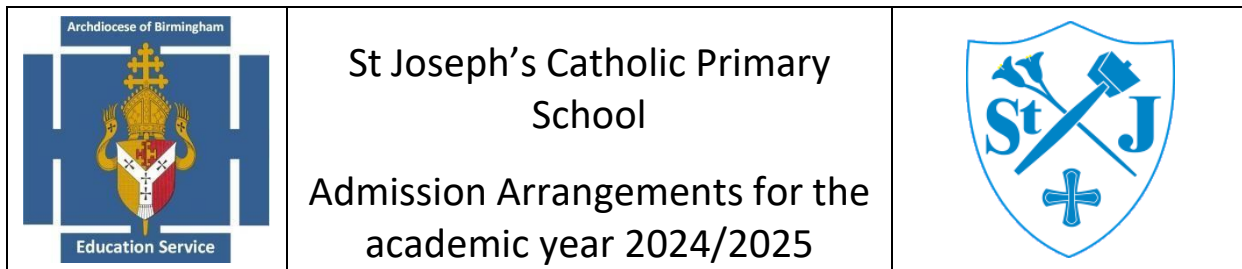 Archdiocese of Birmingham
Education Service
St Joseph’s Catholic Primary
School
Admission Arrangements for the
academic year 2024/2025
St J